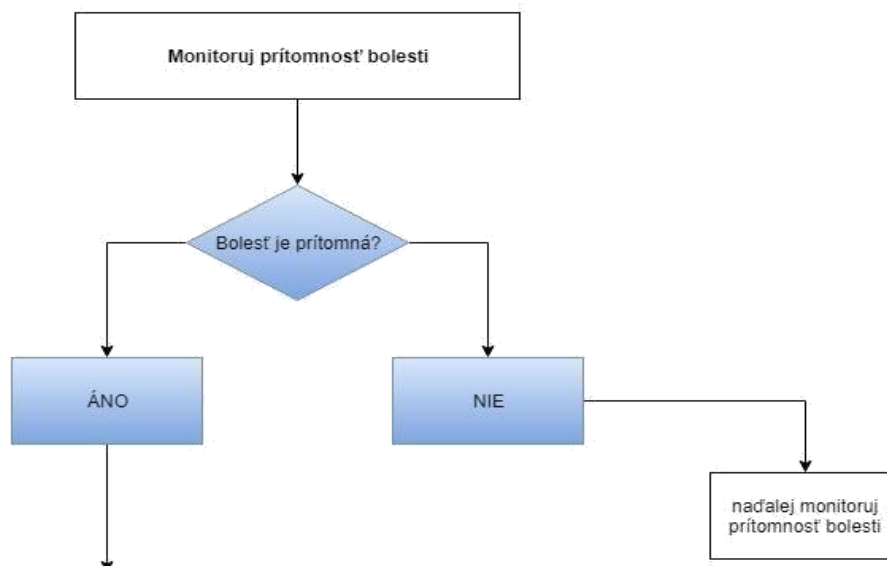 Monitoruj prítomnosť bolesti
Bolesť je prítomná?
ÁNO
NIE
naďalej monitoruj
prítomnosť bolesti